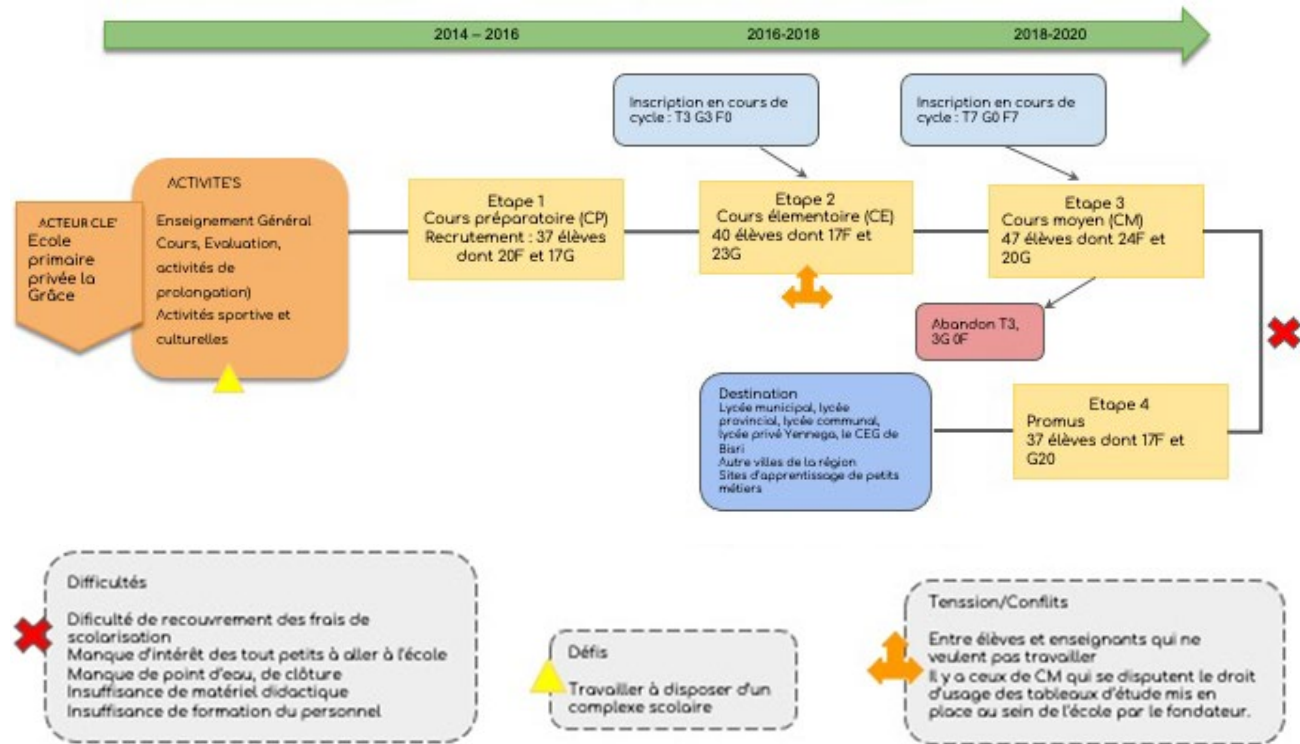 2014 – 2016
2016-2018
2018-2020
Inscription en cours de
cycle : T3 G3 F0
Inscription en cours de
cycle : T7 G0 F7
ACTEUR CLE'
Ecole
primaire
privée la
Grâce
ACTIVITE'S
Enseignement Général
Cours, Evaluation,
activités de
prolongation)
Activités sportive et
culturelles
Etape 1
Cours préparatoire (CP)
Recrutement : 37 élèves
dont 20F et 17G
Etape 2
Cours élementoire (CE)
40 élèves dont 17F et
23G
Etape 3
Cours moyen (CM)
47 élèves dont 24F et
20G
Abandon T3,
3G 0F
Destination
Lycée municipal, lycée
provincial, lycée communal,
lycée privé Yennega, le CEG de
Bisri
Autre villes de la région
Sites d'apprentissage de petits
métiers
Etape 4
Promus
37 élèves dont 17F et
G20
Difficultés
Dificulté de recouvrement des frais de
scolarisation
Manque d'intérêt des tout petits à aller à l'école
Manque de point d'eau, de clôture
Insuffisance de matériel didactique
Insuffisance de formation du personnel
Défis
Travailler à disposer d'un
complexe scolaire
Tenssion/Conflits
Entre élèves et enseignants qui ne
veulent pas travailler
Il y a ceux de CM qui se disputent le droit
d'usage des tableaux d'étude mis en
place au sein de l'école par le fondateur.